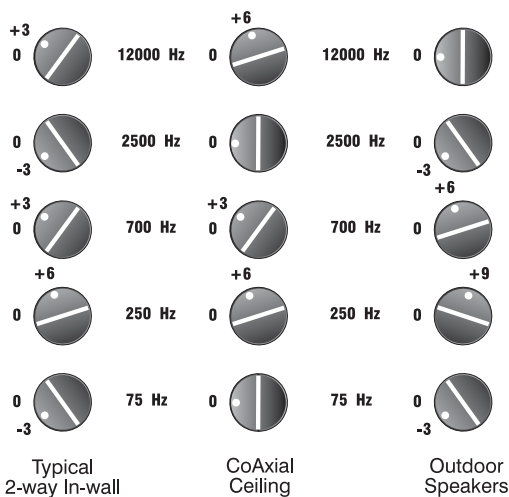 +6
+3
0 12000 Hz 0 12000 Hz 0
0 2500 Hz 0 2500 Hz 0
-3 -3
+3 +3 +6
0 700 Hz 0 700 Hz 0
+6 +6 +9
0 250 Hz 0 250 Hz 0
0 75 Hz 0 75 Hz 0
-3 -3
Typical CoAxial Outdoor
2-way In-wall Ceiling Speakers